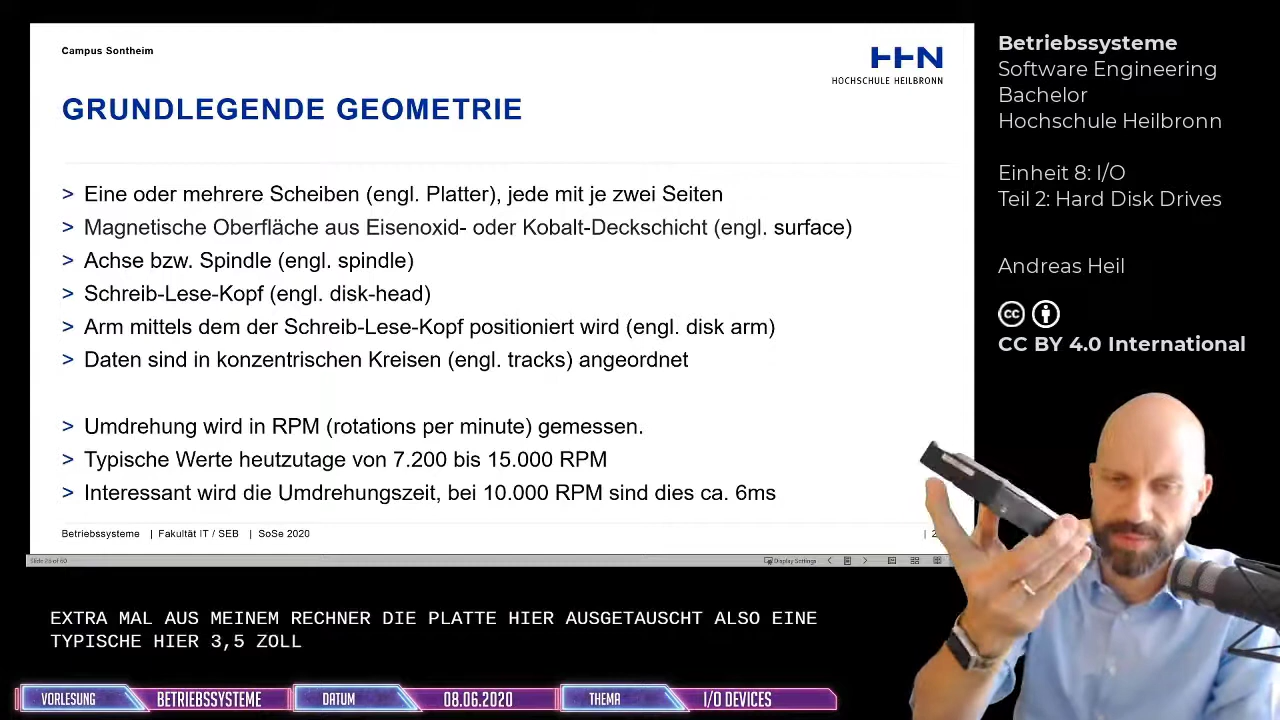 Campus Sontheim
HHN
HOCHSCHULE HEILBRONN
GRUNDLEGENDE GEOMETRIE
> Eine oder mehrere Scheiben (engl. Platter), jede mit je zwei Seiten
> Magnetische Oberfläche aus Eisenoxid- oder Kobalt-Deckschicht (engl. surface)
> Achse bzw. Spindle (engl. spindle)
> Schreib-Lese-Kopf (engl. disk-head)
> Arm mittels dem der Schreib-Lese-Kopf positioniert wird (engl. disk arm)
> Daten sind in konzentrischen Kreisen (engl. tracks) angeordnet
> Umdrehung wird in RPM (rotations per minute) gemessen.
> Typische Werte heutzutage von 7.200 bis 15.000 RPM
> Interessant wird die Umdrehungszeit, bei 10.000 RPM sind dies ca. 6ms
Betriebssysteme | Fakultät IT / SEB | SoSe 2020
Display Settings
Betriebssysteme
Software Engineering
Bachelor
Hochschule Heilbronn
Einheit 8: I/O
Teil 2: Hard Disk Drives
Andreas Heil
cc
CC BY 4.0 International
EXTRA MAL AUS MEINEM RECHNER DIE PLATTE HIER AUSGETAUSCHT ALSO EINE
TYPISCHE HIER 3,5 ZOLL
VORLESUNG BETRIEBSSYSTEME DATUM 08.06.2020 THEMA I/O DEVICES